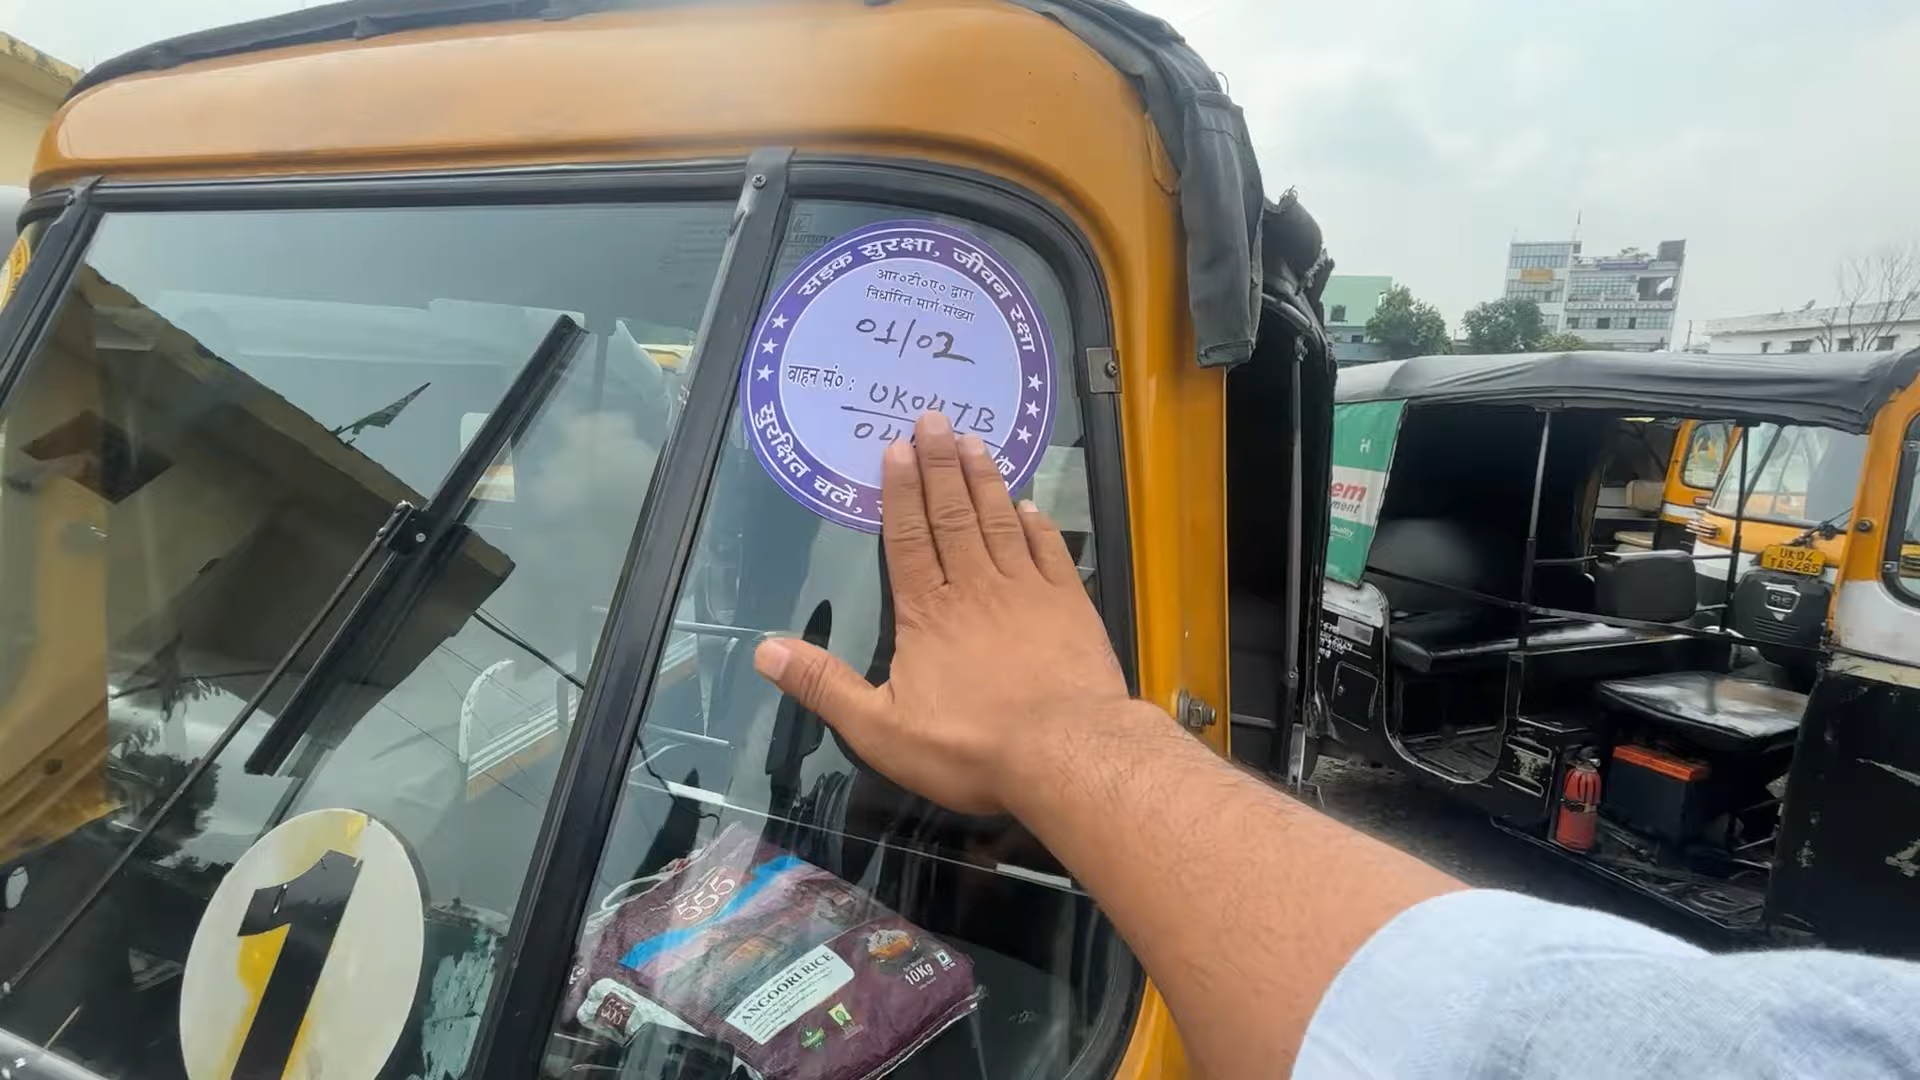 सड़क सुरक्षा, जीवन रक्षा
आर०टी०ए० द्वारा
निर्धारित मार्ग संख्या
01/02
वाहन सं० :
UK04TB
04
सुरक्षित चलें,
1
555
ANGOORI RICE
10Kg
UK04
TA9485